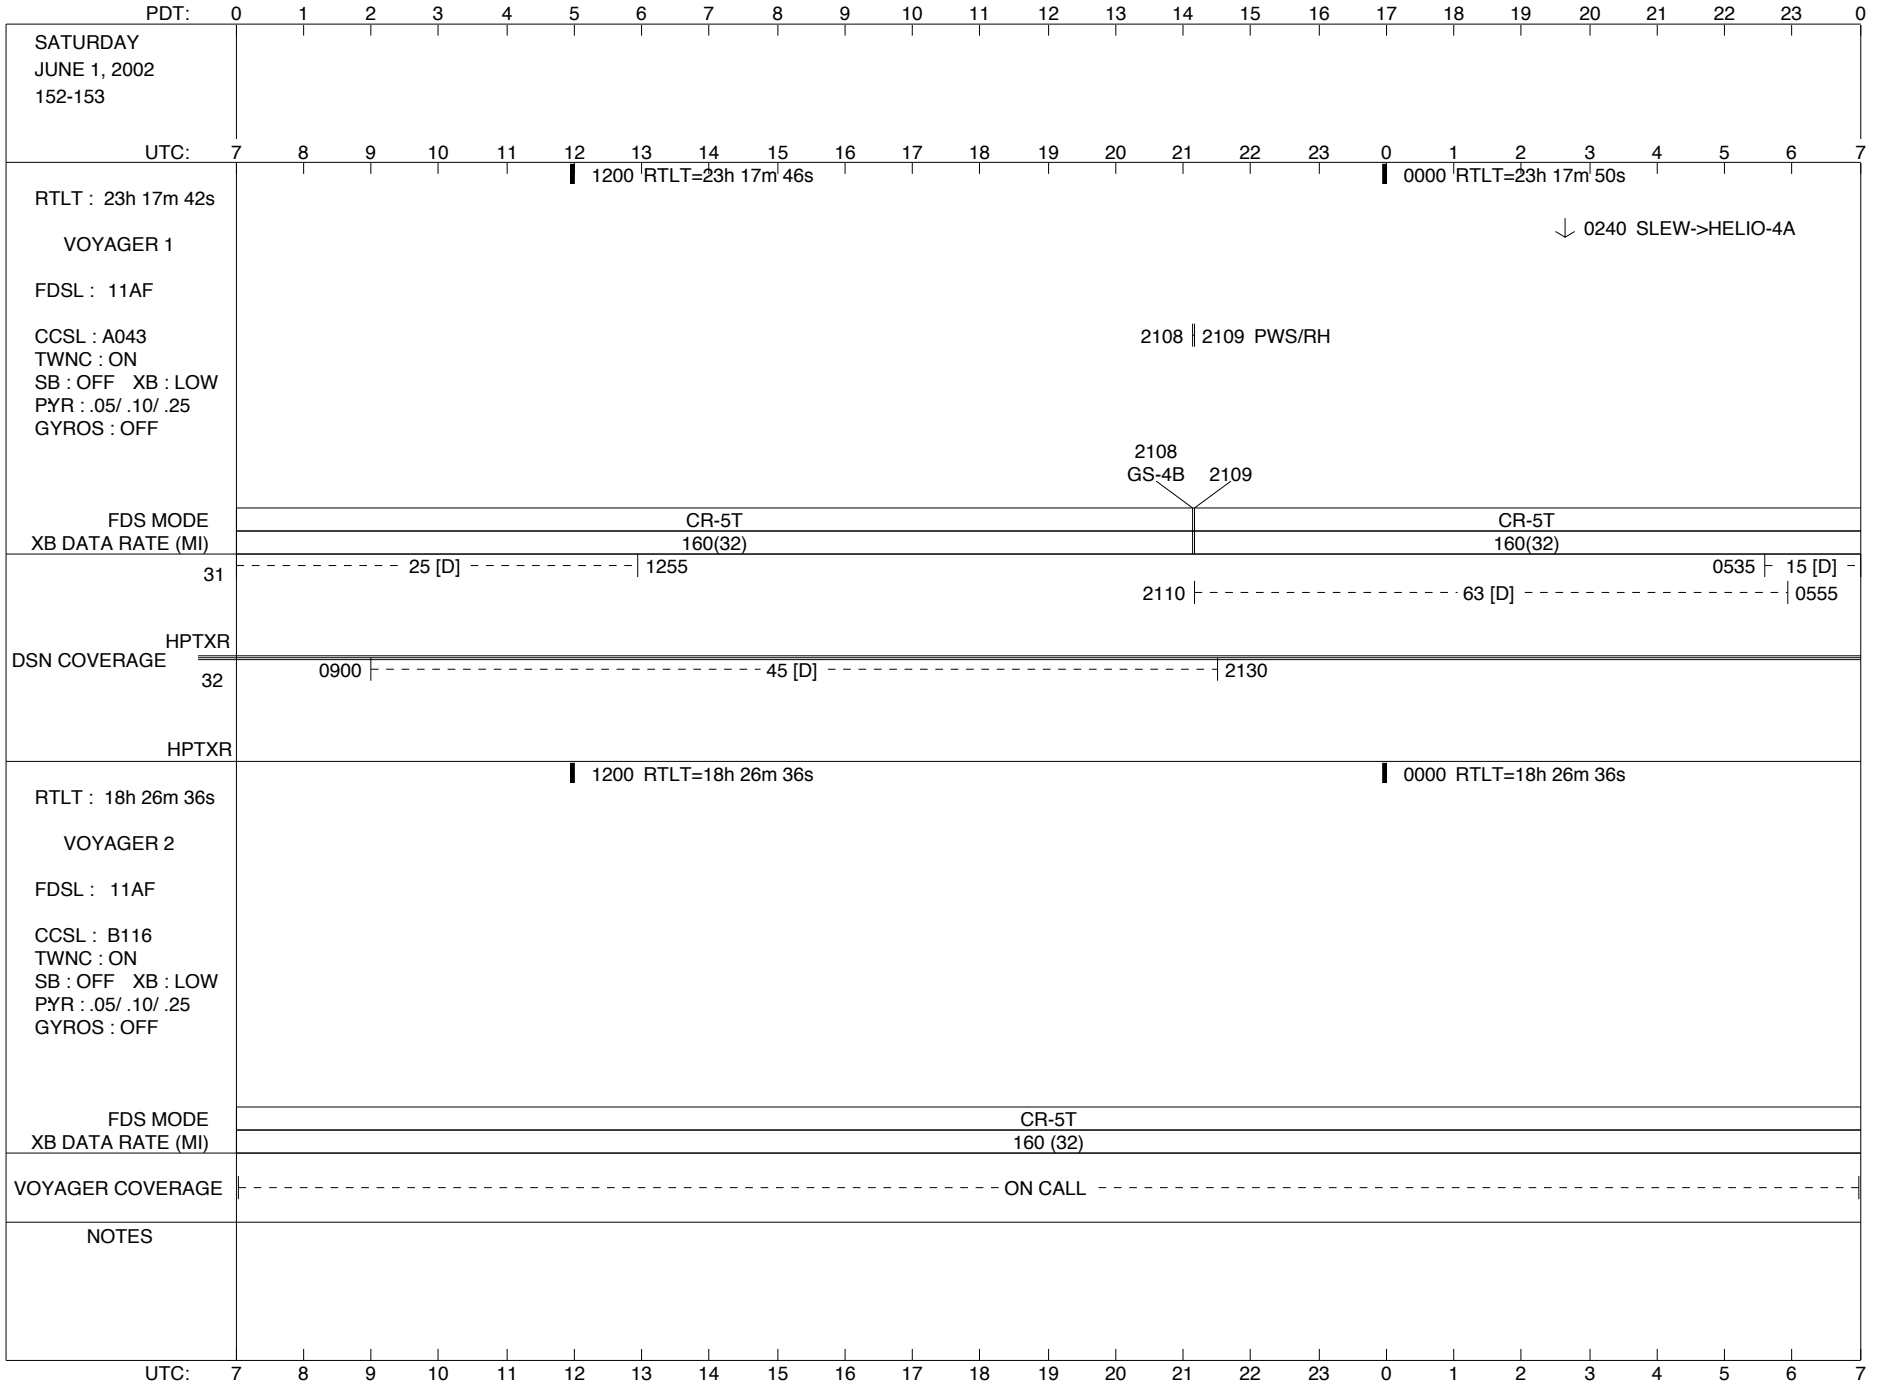 PDT: 0 1 2 3 4 5 6 7 8 9 10 11 12 13 14 15 16 17 18 19 20 21 22 23 0
SATURDAY
JUNE 1, 2002
152-153
UTC: 7 8 9 10 11 12 13 14 15 16 17 18 19 20 21 22 23 0 1 2 3 4 5 6 7
1200 RTLT=23h 17m 46s 0000 RTLT=23h 17m 50s
RTLT : 23h 17m 42s
0240 SLEW->HELIO-4A
VOYAGER 1
FDSL : 11AF
CCSL : A043
2108 2109 PWS/RH
TWNC : ON
SB : OFF XB : LOW
P:YR : .05/ .10/ .25
GYROS : OFF
2108
GS-4B 2109
FDS MODE CR-5T CR-5T
XB DATA RATE (MI) 160(32) 160(32)
31 25 [D] 1255 0535 15 [D]
2110 63 [D] 0555
HPTXR
DSN COVERAGE
32 0900 45 [D] 2130
HPTXR
1200 RTLT=18h 26m 36s 0000 RTLT=18h 26m 36s
RTLT : 18h 26m 36s
VOYAGER 2
FDSL : 11AF
CCSL : B116
TWNC : ON
SB : OFF XB : LOW
P:YR : .05/ .10/ .25
GYROS : OFF
FDS MODE CR-5T
XB DATA RATE (MI) 160 (32)
VOYAGER COVERAGE ON CALL
NOTES
UTC: 7 8 9 10 11 12 13 14 15 16 17 18 19 20 21 22 23 0 1 2 3 4 5 6 7